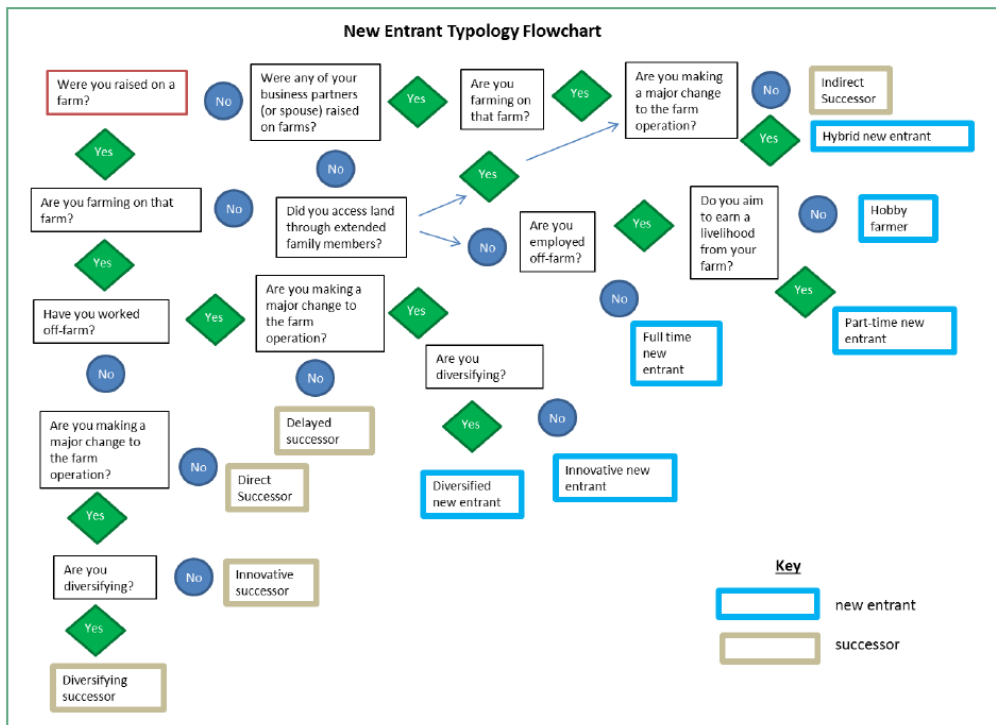 New Entrant Typology Flowchart
Were you raised on a
farm?
No
Were any of your
business partners
(or spouse) raised
on farms?
Yes
Are you
farming on
that farm?
Yes
Are you making
a major change
to the farm
operation?
No
Indirect
Successor
Yes
Hybrid new entrant
Yes
No
Yes
Are you farming on that
farm?
No
Did you access land
through extended
family members?
No
Are you
employed
off-farm?
Yes
Do you aim
to earn a
livelihood
from your
farm?
No
Hobby
farmer
Yes
Part-time new
entrant
No
Full time
new
entrant
Yes
Have you worked
off-farm?
Yes
Are you making a
major change to
the farm
operation?
Yes
Are you
diversifying?
No
No
Delayed
successor
Yes
No
Diversified
new entrant
Innovative new
entrant
Are you making a
major change to
the farm
operation?
No
Direct
Successor
Yes
Are you
diversifying?
No
Innovative
successor
Yes
Diversifying
successor
Key
new entrant
successor